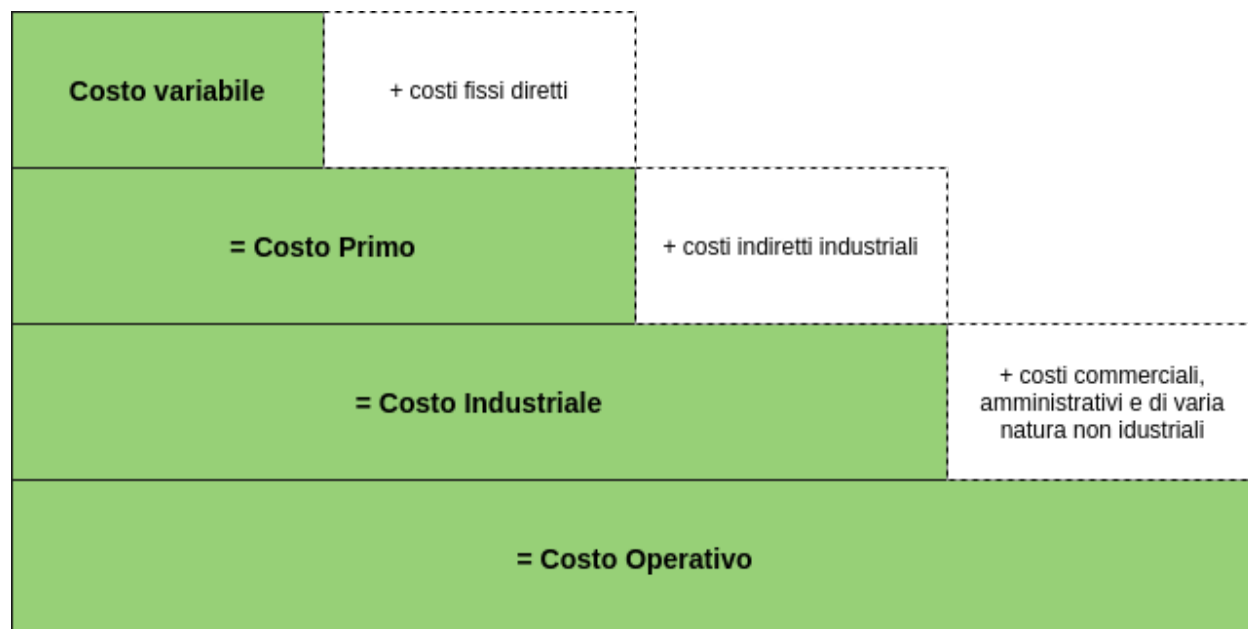 Costo variabile
+ costi fissi diretti
= Costo Primo
+ costi indiretti industriali
= Costo Industriale
+ costi commerciali,
amministrativi e di varia
natura non idustriali
= Costo Operativo